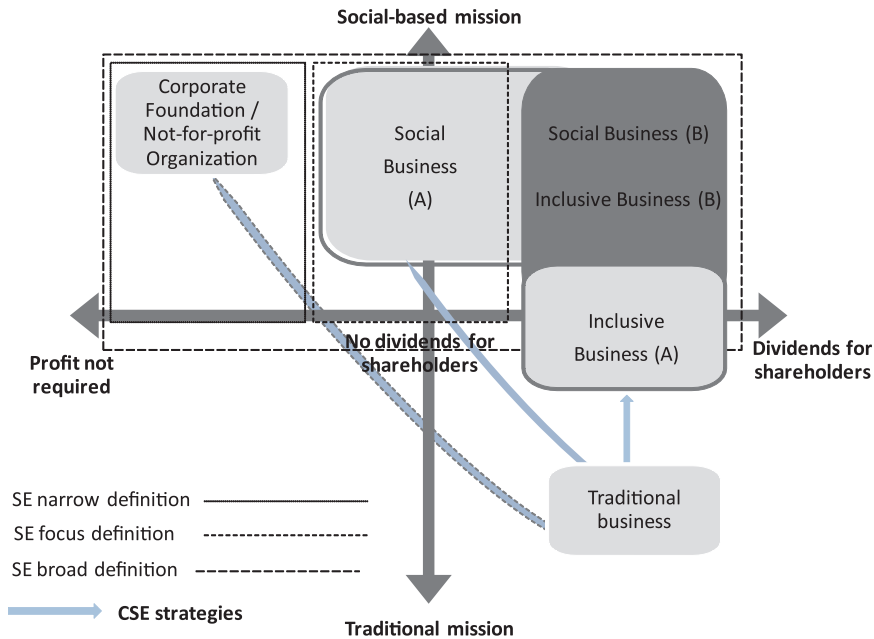 Social-based mission
Corporate
Foundation /
Not-for-profit
Organization
Social
Business
(A)
Social Business (B)
Inclusive Business (B)
Inclusive
Business (A)
No dividends for
shareholders
Profit not
required
Dividends for
shareholders
Traditional
business
SE narrow definition
SE focus definition
SE broad definition
CSE strategies
Traditional mission